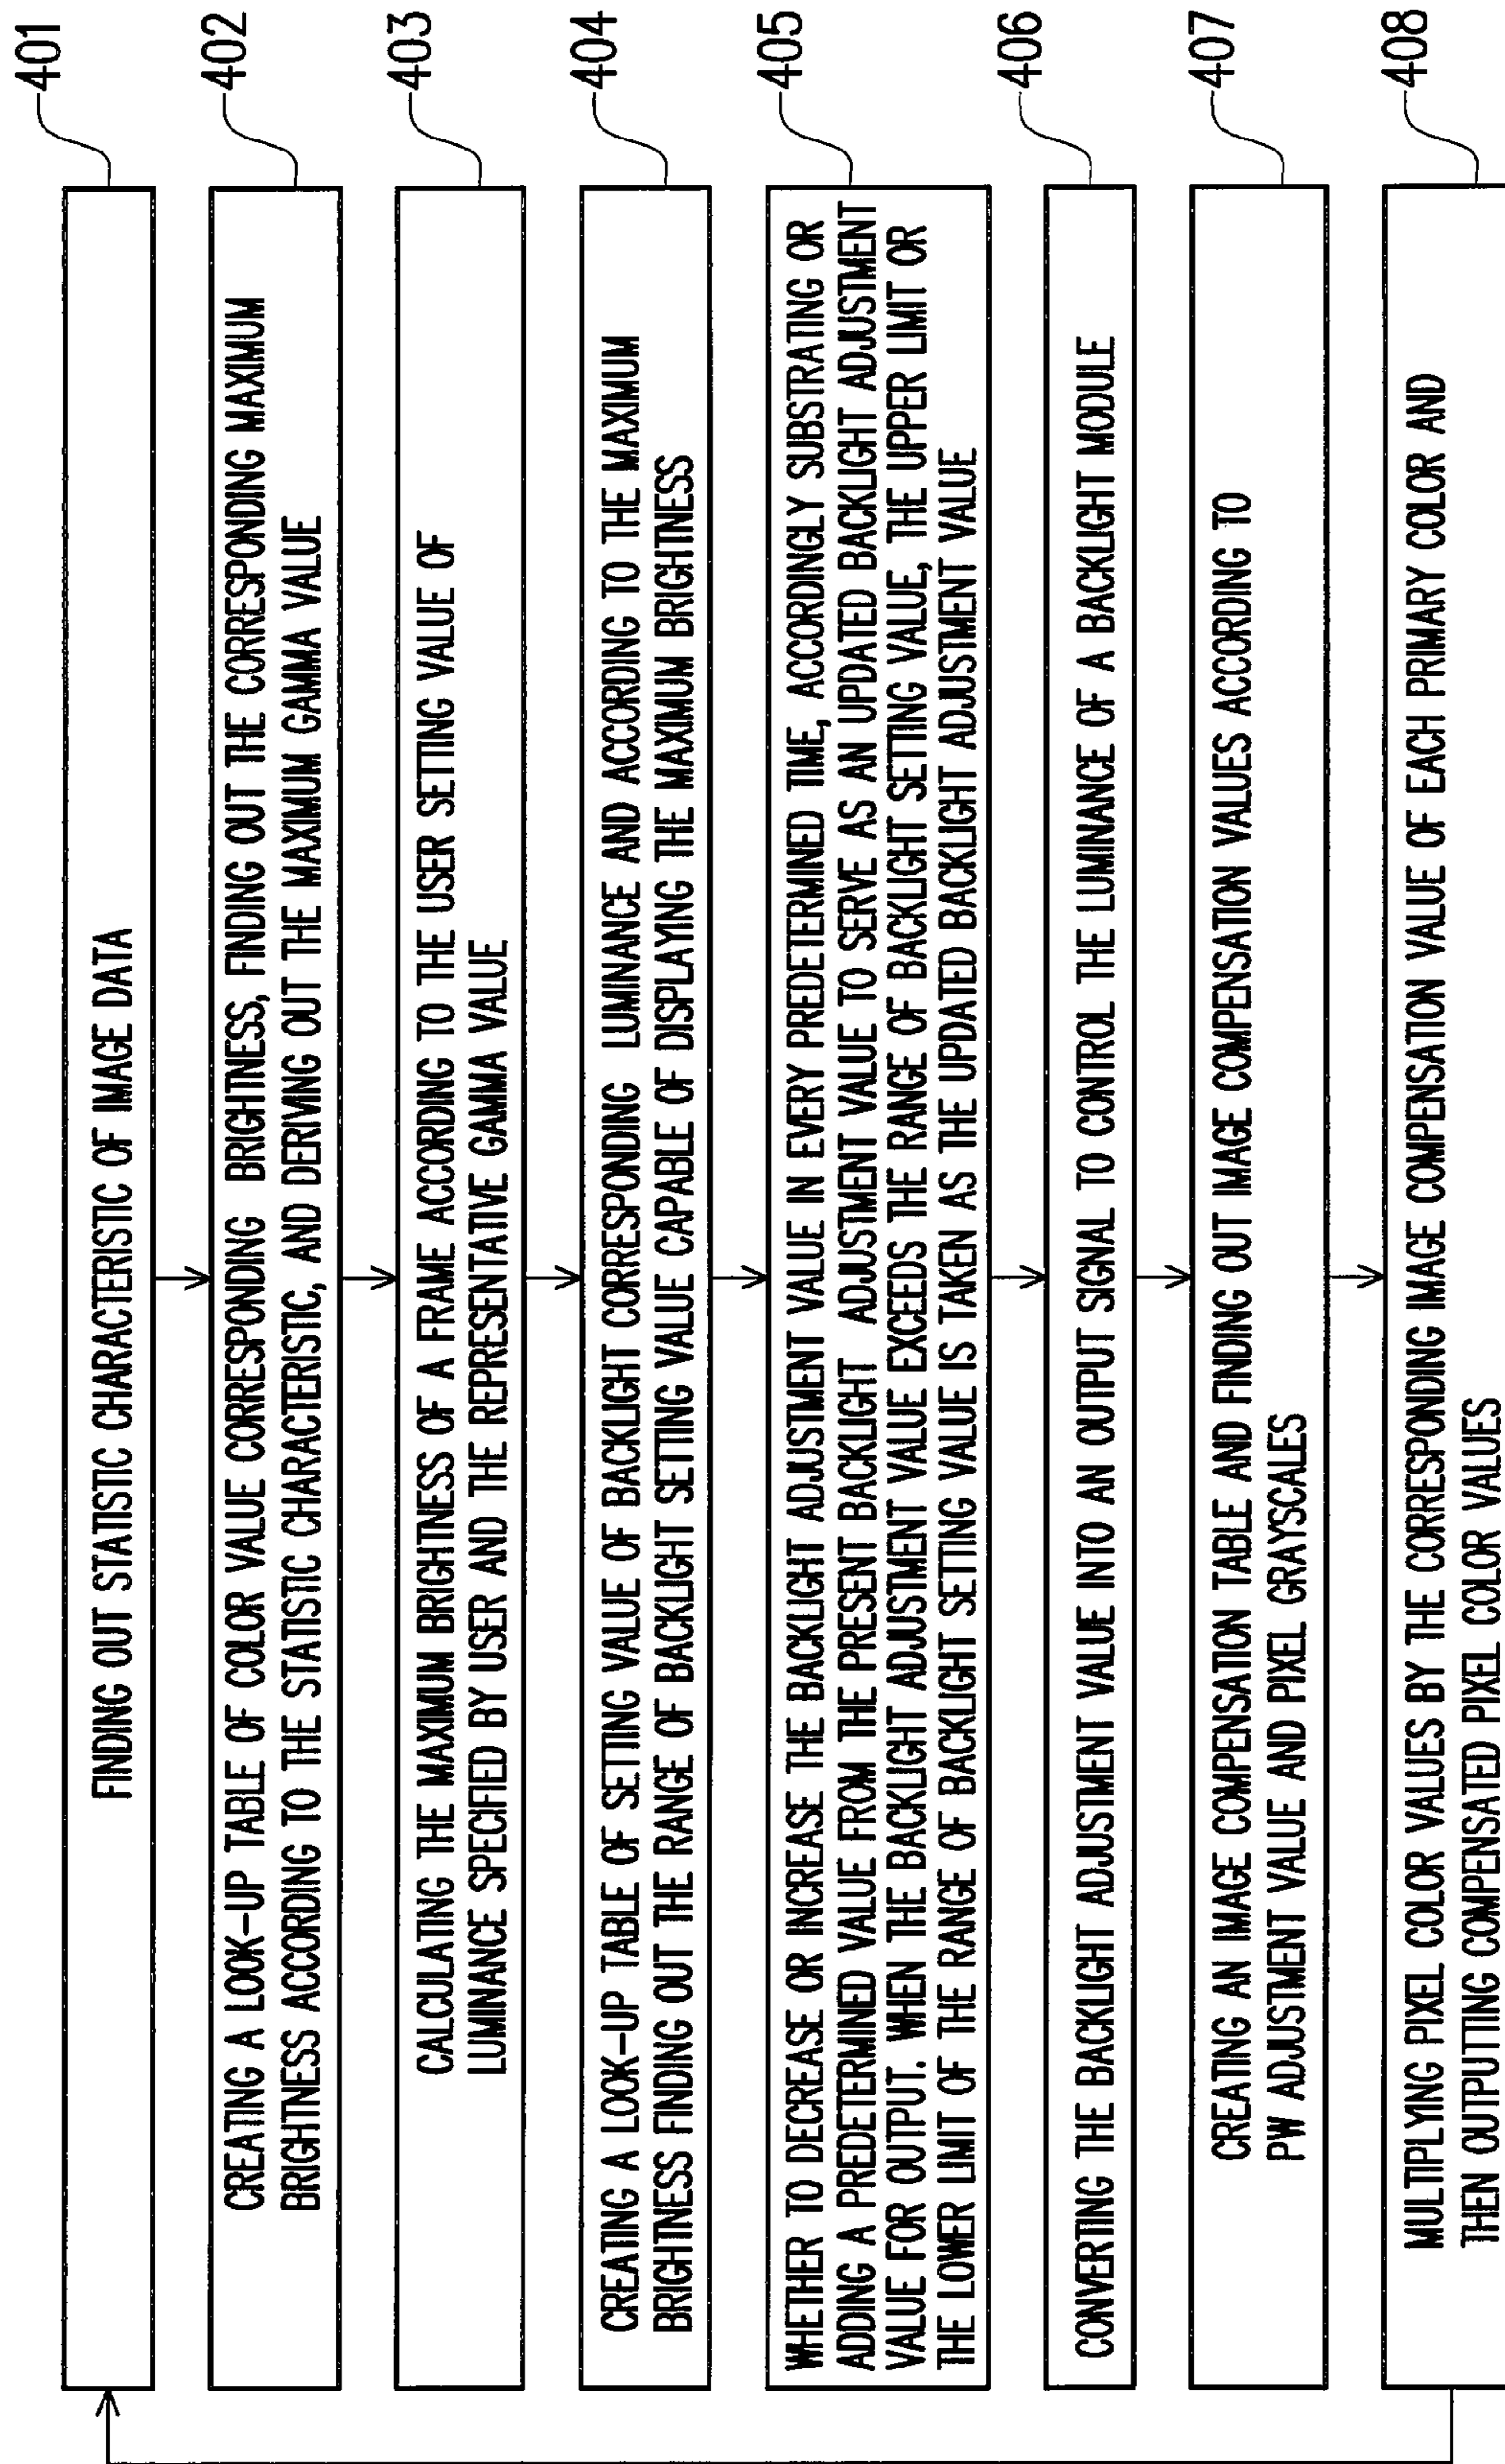 401
FINDING OUT STATISTIC CHARACTERISTIC OF IMAGE DATA
402
CREATING A LOOK-UP TABLE OF COLOR VALUE CORRESPONDING BRIGHTNESS, FINDING OUT THE CORRESPONDING MAXIMUM
BRIGHTNESS ACCORDING TO THE STATISTIC CHARACTERISTIC, AND DERIVING OUT THE MAXIMUM GAMMA VALUE
403
CALCULATING THE MAXIMUM BRIGHTNESS OF A FRAME ACCORDING TO THE USER SETTING VALUE OF
LUMINANCE SPECIFIED BY USER AND THE REPRESENTATIVE GAMMA VALUE
404
CREATING A LOOK-UP TABLE OF SETTING VALUE OF BACKLIGHT CORRESPONDING LUMINANCE AND ACCORDING TO THE MAXIMUM
BRIGHTNESS FINDING OUT THE RANGE OF BACKLIGHT SETTING VALUE CAPABLE OF DISPLAYING THE MAXIMUM BRIGHTNESS
405
WHETHER TO DECREASE OR INCREASE THE BACKLIGHT ADJUSTMENT VALUE IN EVERY PREDETERMINED TIME, ACCORDINGLY SUBSTRATING OR
ADDING A PREDETERMINED VALUE FROM THE PRESENT BACKLIGHT ADJUSTMENT VALUE TO SERVE AS AN UPDATED BACKLIGHT ADJUSTMENT
VALUE FOR OUTPUT. WHEN THE BACKLIGHT ADJUSTMENT VALUE EXCEEDS THE RANGE OF BACKLIGHT SETTING VALUE, THE UPPER LIMIT OR
THE LOWER LIMIT OF THE RANGE OF BACKLIGHT SETTING VALUE IS TAKEN AS THE UPDATED BACKLIGHT ADJUSTMENT VALUE
406
CONVERTING THE BACKLIGHT ADJUSTMENT VALUE INTO AN OUTPUT SIGNAL TO CONTROL THE LUMINANCE OF A BACKLIGHT MODULE
407
CREATING AN IMAGE COMPENSATION TABLE AND FINDING OUT IMAGE COMPENSATION VALUES ACCORDING TO
PW ADJUSTMENT VALUE AND PIXEL GRAYSCALES
408
MULTIPLYING PIXEL COLOR VALUES BY THE CORRESPONDING IMAGE COMPENSATION VALUE OF EACH PRIMARY COLOR AND
THEN OUTPUTTING COMPENSATED PIXEL COLOR VALUES